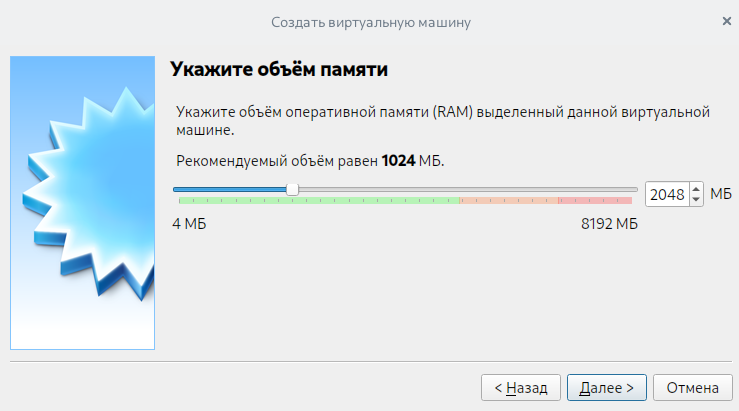 Создать виртуальную машину
Укажите объём памяти
Укажите объём оперативной памяти (RAM) выделенный данной виртуальной
машине.
Рекомендуемый объём равен 1024 МБ.
2048 МБ
4 МБ 8192 МБ
< Назад Далее > Отмена